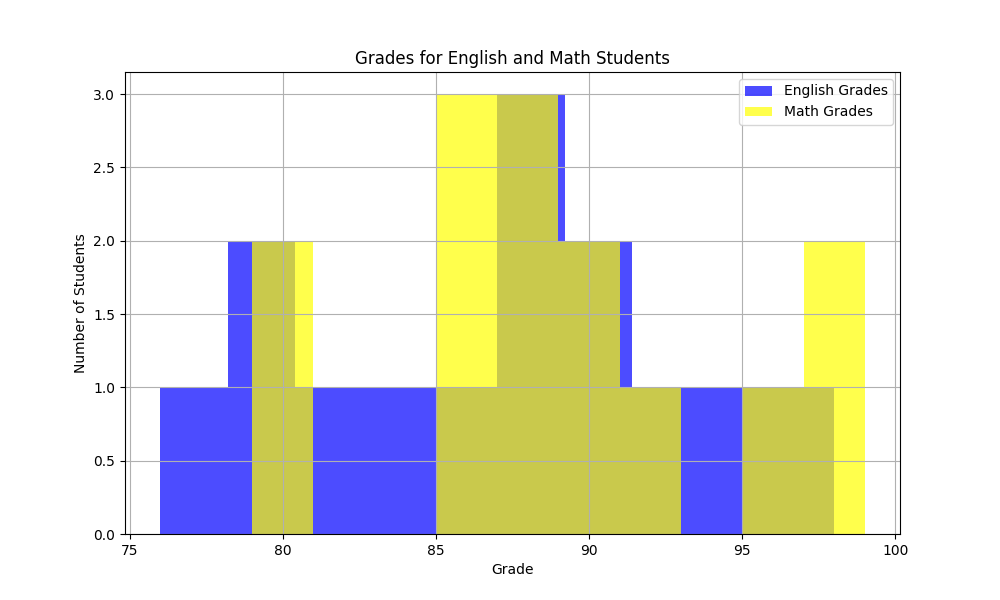 Grades for English and Math Students
English Grades
Math Grades
Number of Students
3.0
2.5
2.0
1.5
1.0
0.5
0.0
75 80 85 90 95 100
Grade